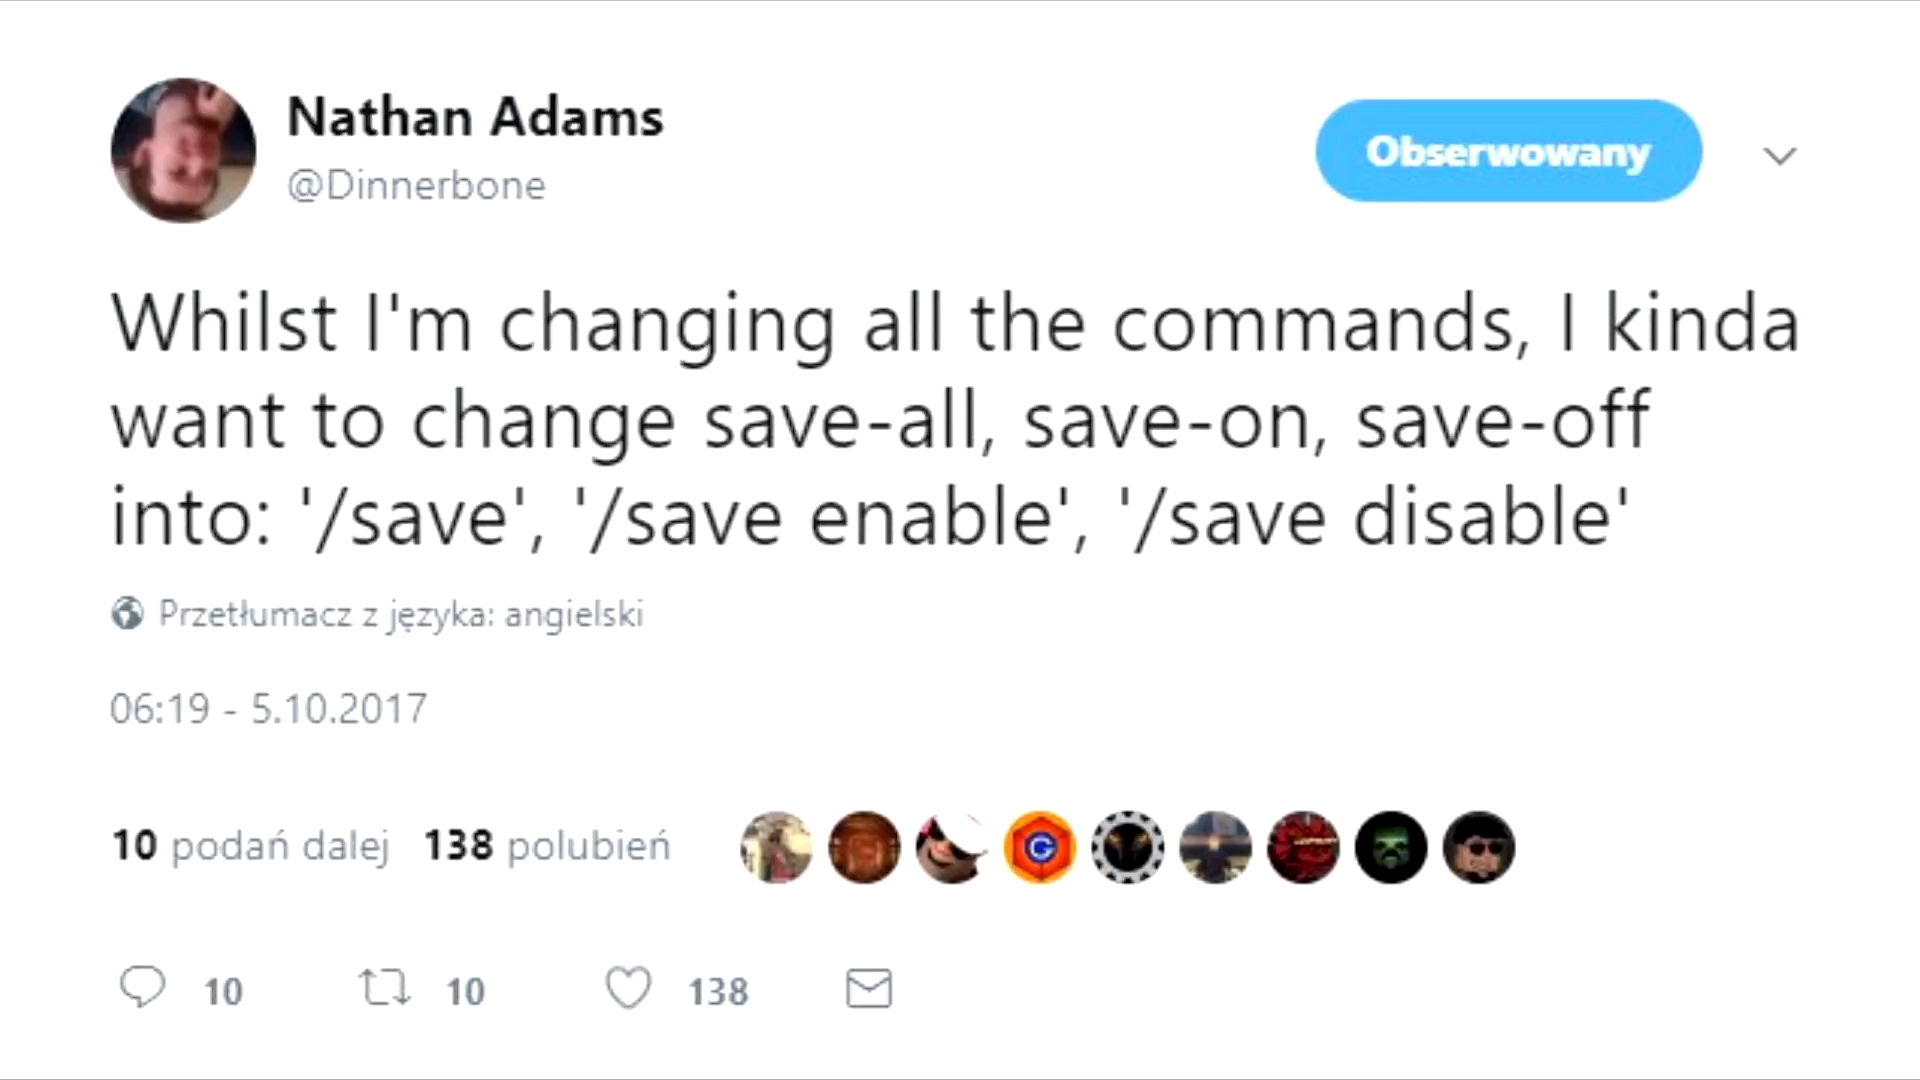 Nathan Adams
@Dinnerbone
Obserwowany
Whilst I'm changing all the commands, I kinda
want to change save-all, save-on, save-off
into: '/save', '/save enable', '/save disable'
Przetłumacz z języka: angielski
06:19 - 5.10.2017
10 podań dalej 138 polubień
10 10 138